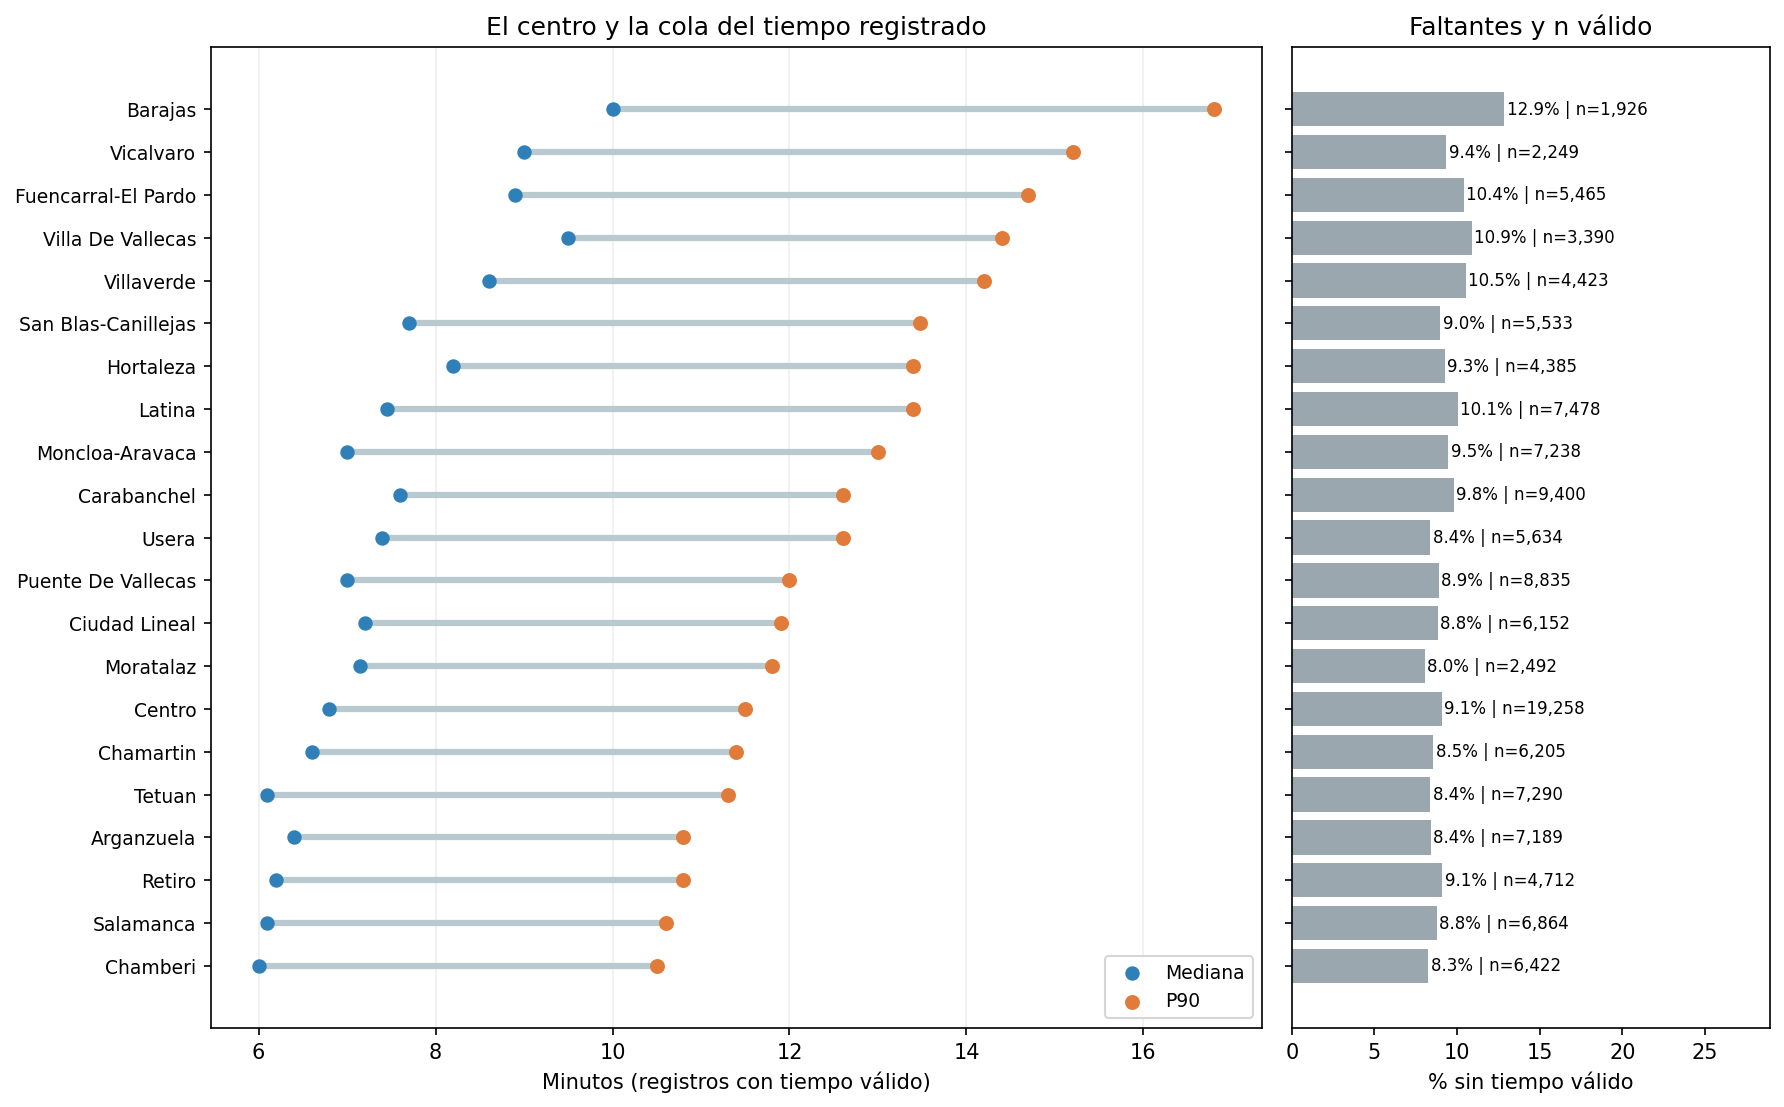 El centro y la cola del tiempo registrado
Barajas
Vicalvaro
Fuencarral-El Pardo
Villa De Vallecas
Villaverde
San Blas-Canillejas
Hortaleza
Latina
Moncloa-Aravaca
Carabanchel
Usera
Puente De Vallecas
Ciudad Lineal
Moratalaz
Centro
Chamartin
Tetuan
Arganzuela
Retiro
Salamanca
Chamberi
Mediana
P90
6 8 10 12 14 16
Minutos (registros con tiempo válido)
Faltantes y n válido
12.9% | n=1,926
9.4% | n=2,249
10.4% | n=5,465
10.9% | n=3,390
10.5% | n=4,423
9.0% | n=5,533
9.3% | n=4,385
10.1% | n=7,478
9.5% | n=7,238
9.8% | n=9,400
8.4% | n=5,634
8.9% | n=8,835
8.8% | n=6,152
8.0% | n=2,492
9.1% | n=19,258
8.5% | n=6,205
8.4% | n=7,290
8.4% | n=7,189
9.1% | n=4,712
8.8% | n=6,864
8.3% | n=6,422
0 5 10 15 20 25
% sin tiempo válido